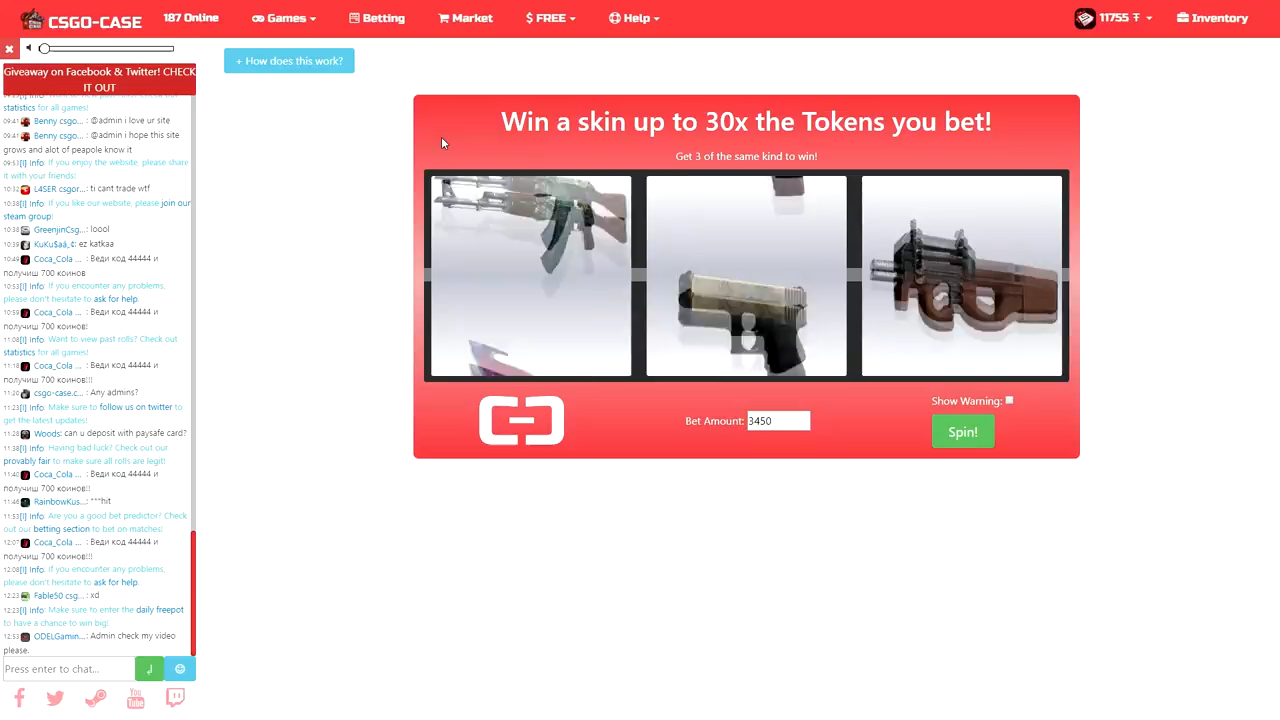 CSGO-CASE
187 Online
Games
Betting
Market
$ FREE
Help
11755 Ŧ
Inventory
Giveaway on Facebook & Twitter! CHECK
IT OUT
statistics for all games!
09:41 Benny csgo... : @admin i love ur site
09:41 Benny csgo... : @admin i hope this site
grows and alot of peapole know it
09:53[I] Info: If you enjoy the website, please share
it with your friends!
10:32 L4SER csgor...: ti cant trade wtf
10:38[I] Info: If you like our website, please join our
steam group!
10:38 GreenjinCsg...: loool
10:39 KuKu$aá_¢: ez katkaa
10:49 Coca_Cola ... : Веди код 44444 и
получиш 700 коинов
10:53[I] Info: If you encounter any problems,
please don't hesitate to ask for help.
10:59 Coca_Cola ... : Веди код 44444 и
получиш 700 коинов!
11:08[I] Info: Want to view past rolls? Check out
statistics for all games!
11:18 Coca_Cola ... : Веди код 44444 и
получиш 700 коинов!!!
11:20 csgo-case.c...: Any admins?
11:23[I] Info: Make sure to follow us on twitter to
get the latest updates!
11:28 Woods: can u deposit with paysafe card?
11:38[I] Info: Having bad luck? Check out our
provably fair to make sure all rolls are legit!
11:40 Coca_Cola ... : Веди код 44444 и
получиш 700 коинов!!
11:46 RainbowKus...: ***hit
11:53[I] Info: Are you a good bet predictor? Check
out our betting section to bet on matches!
12:07 Coca_Cola ... : Веди код 44444 и
получиш 700 коинов!!!
12:08[I] Info: If you encounter any problems,
please don't hesitate to ask for help.
12:23 Fable50 csg...: xd
12:23[I] Info: Make sure to enter the daily freepot
to have a chance to win big!
12:53 ODELGamin...: Admin check my video
please.
Press enter to chat...
You
Tube
+ How does this work?
Win a skin up to 30x the Tokens you bet!
Get 3 of the same kind to win!
Bet Amount: 3450
Show Warning:
Spin!